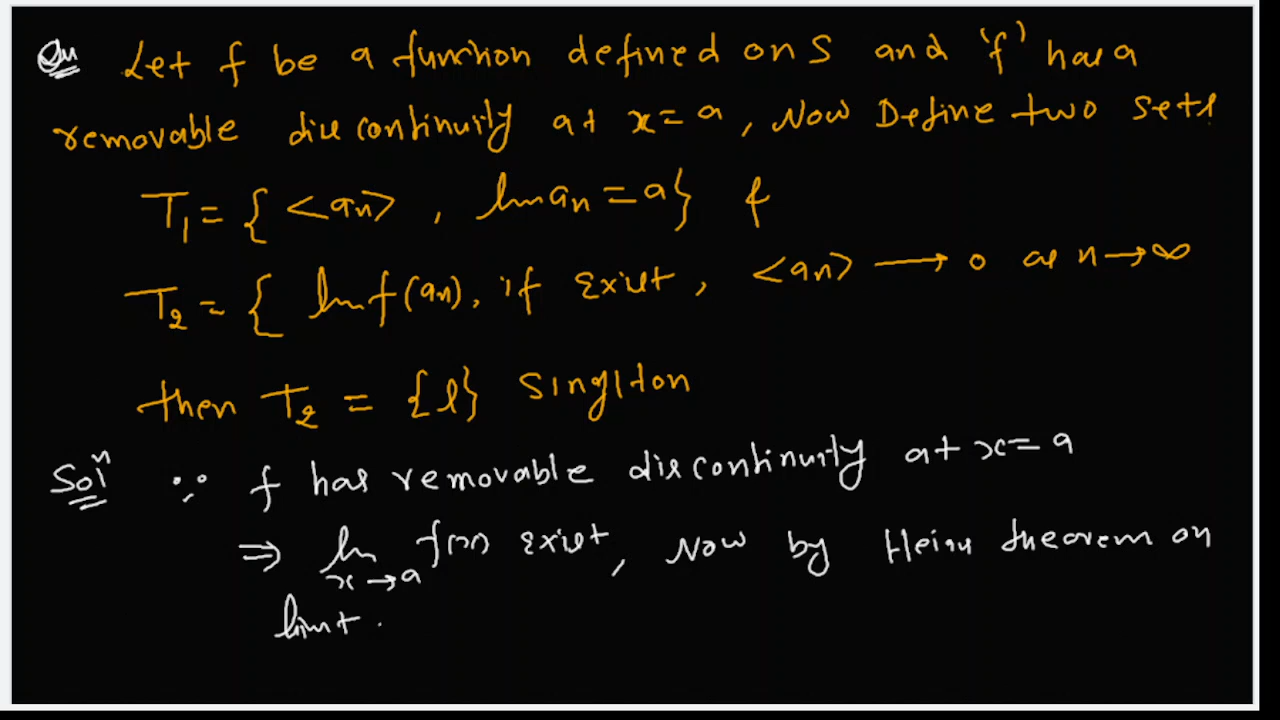 Qu Let f be a function defined on S and 'f' has a
removable discontinuity at x = a, Now Define two sets
T₁ = { <aₙ> , lim aₙ = a} &
T₂ = { lim f(aₙ), if exist, <aₙ> → 0 as n → ∞
then T₂ = {l} Singlton
Solⁿ ∵ f has removable discontinuity at x = a
⇒ lim f(x) exist, Now by Heine theorem on
x → a
limit.